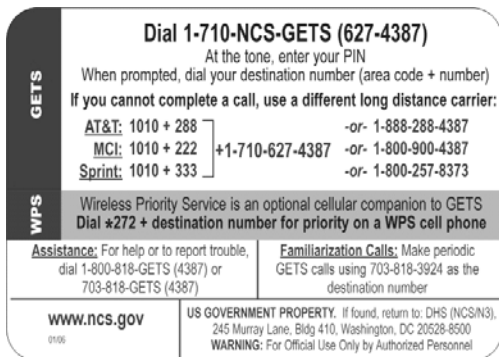 GETS
Dial 1-710-NCS-GETS (627-4387)
At the tone, enter your PIN
When prompted, dial your destination number (area code + number)
If you cannot complete a call, use a different long distance carrier:
AT&T: 1010 + 288 -or- 1-888-288-4387
MCI: 1010 + 222 +1-710-627-4387 -or- 1-800-900-4387
Sprint: 1010 + 333 -or- 1-800-257-8373
WPS
Wireless Priority Service is an optional cellular companion to GETS
Dial *272 + destination number for priority on a WPS cell phone
Assistance: For help or to report trouble,
dial 1-800-818-GETS (4387) or
703-818-GETS (4387)
Familiarization Calls: Make periodic
GETS calls using 703-818-3924 as the
destination number
www.ncs.gov
01/06
US GOVERNMENT PROPERTY. If found, return to: DHS (NCS/N3),
245 Murray Lane, Bldg 410, Washington, DC 20528-8500
WARNING: For Official Use Only by Authorized Personnel